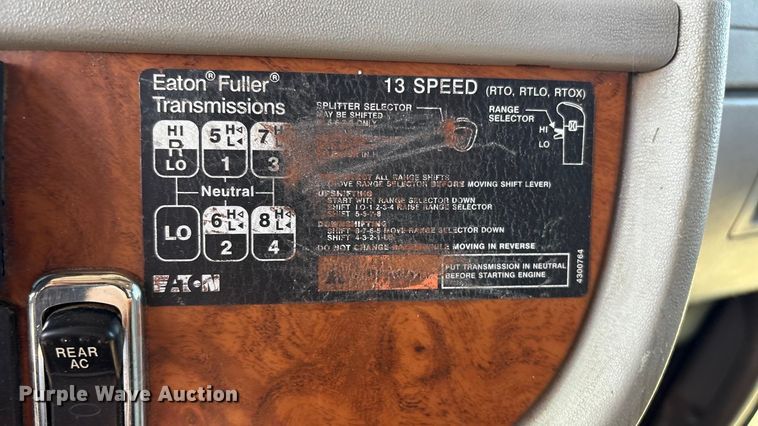 Eaton® Fuller®
Transmissions
13 SPEED (RTO, RTLO, RTOX)
SPLITTER SELECTOR
MAY BE SHIFTED
ONLY
RANGE
SELECTOR
HI
LO
HI
R
LO
5 H
L
1
7 H
L
3
Neutral
LO
6 H
L
2
8 H
L
4
ALL RANGE SHIFTS
MOVE RANGE SELECTOR BEFORE MOVING SHIFT LEVER)
UPSHIFTING
START WITH RANGE SELECTOR DOWN
SHIFT LO-1-2-3-4 RAISE RANGE SELECTOR
SHIFT 5-6-7-8
DOWNSHIFTING
SHIFT 8-7-6-5 MOVE RANGE SELECTOR DOWN
SHIFT 4-3-2-1-
DO NOT CHANGE WHILE MOVING IN REVERSE
PUT TRANSMISSION IN NEUTRAL
BEFORE STARTING ENGINE
EATON
4300764
REAR
AC
Purple Wave Auction